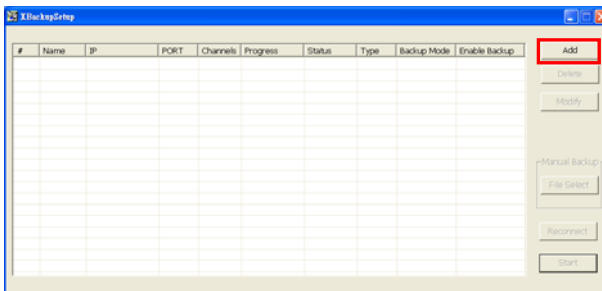 XBackupSetup
# Name IP PORT Channels Progress Status Type Backup Mode Enable Backup
Add
Delete
Modify
Manual Backup
File Select
Reconnect
Start